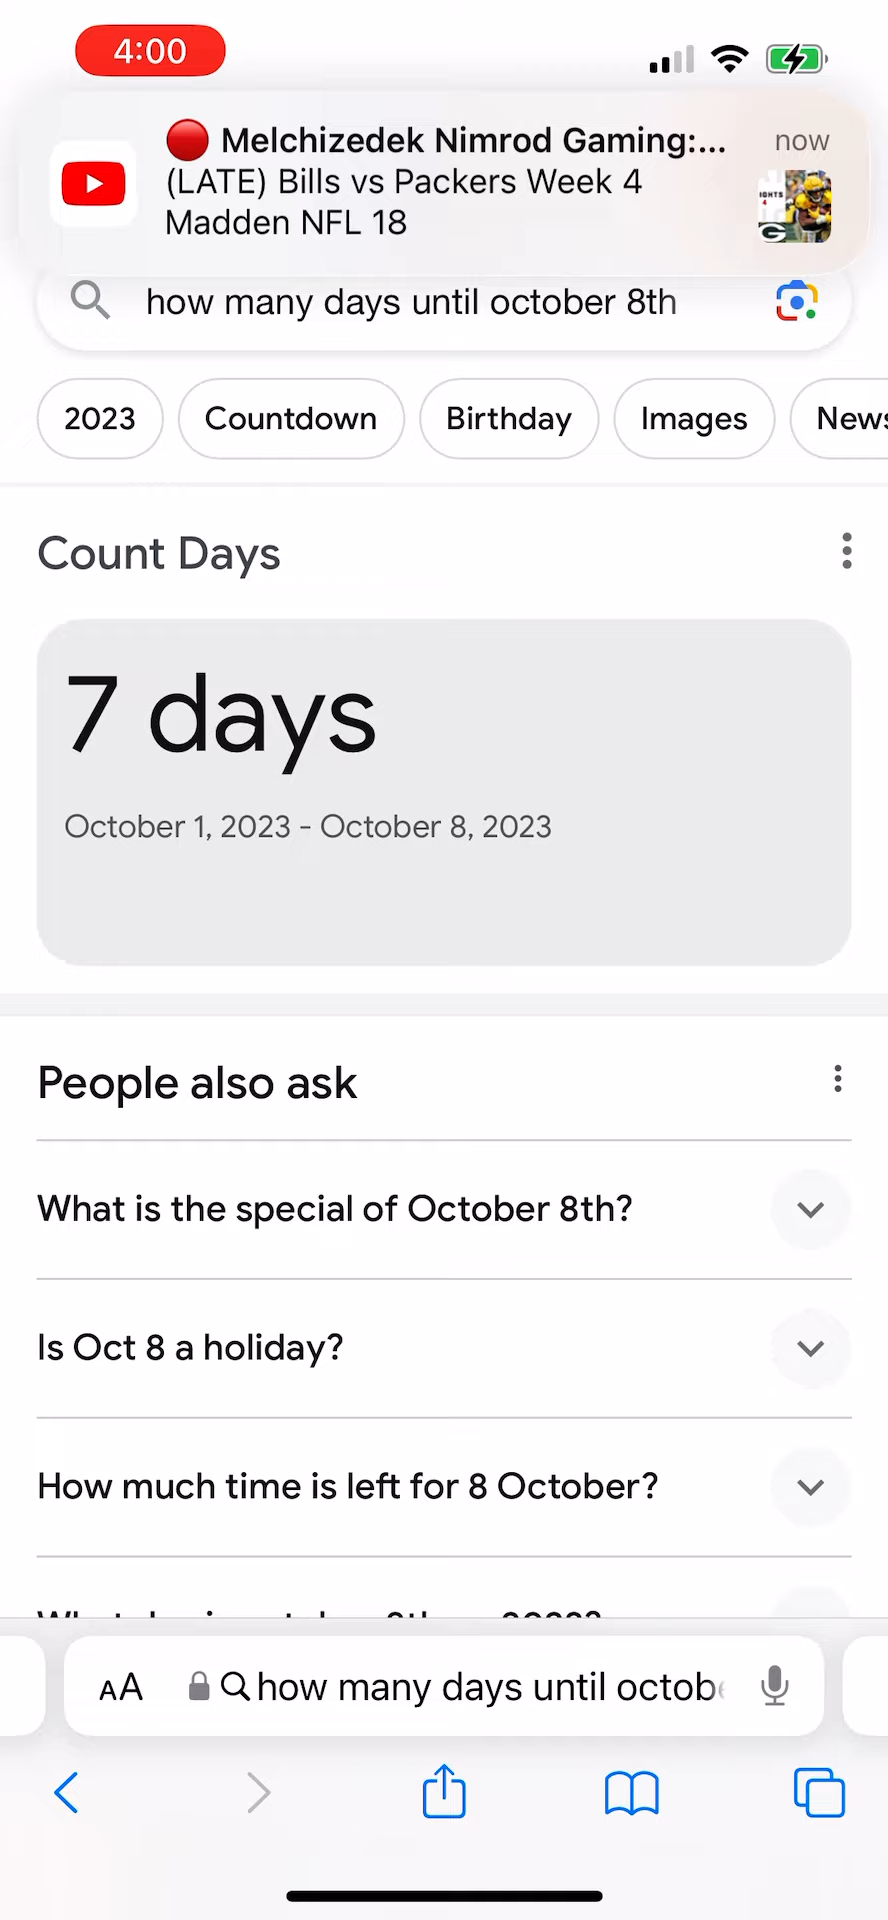 4:00
🔴 Melchizedek Nimrod Gaming:...
now
(LATE) Bills vs Packers Week 4
Madden NFL 18
how many days until october 8th
2023
Countdown
Birthday
Images
News
Count Days
7 days
October 1, 2023 - October 8, 2023
People also ask
What is the special of October 8th?
Is Oct 8 a holiday?
How much time is left for 8 October?
AA
how many days until octobe